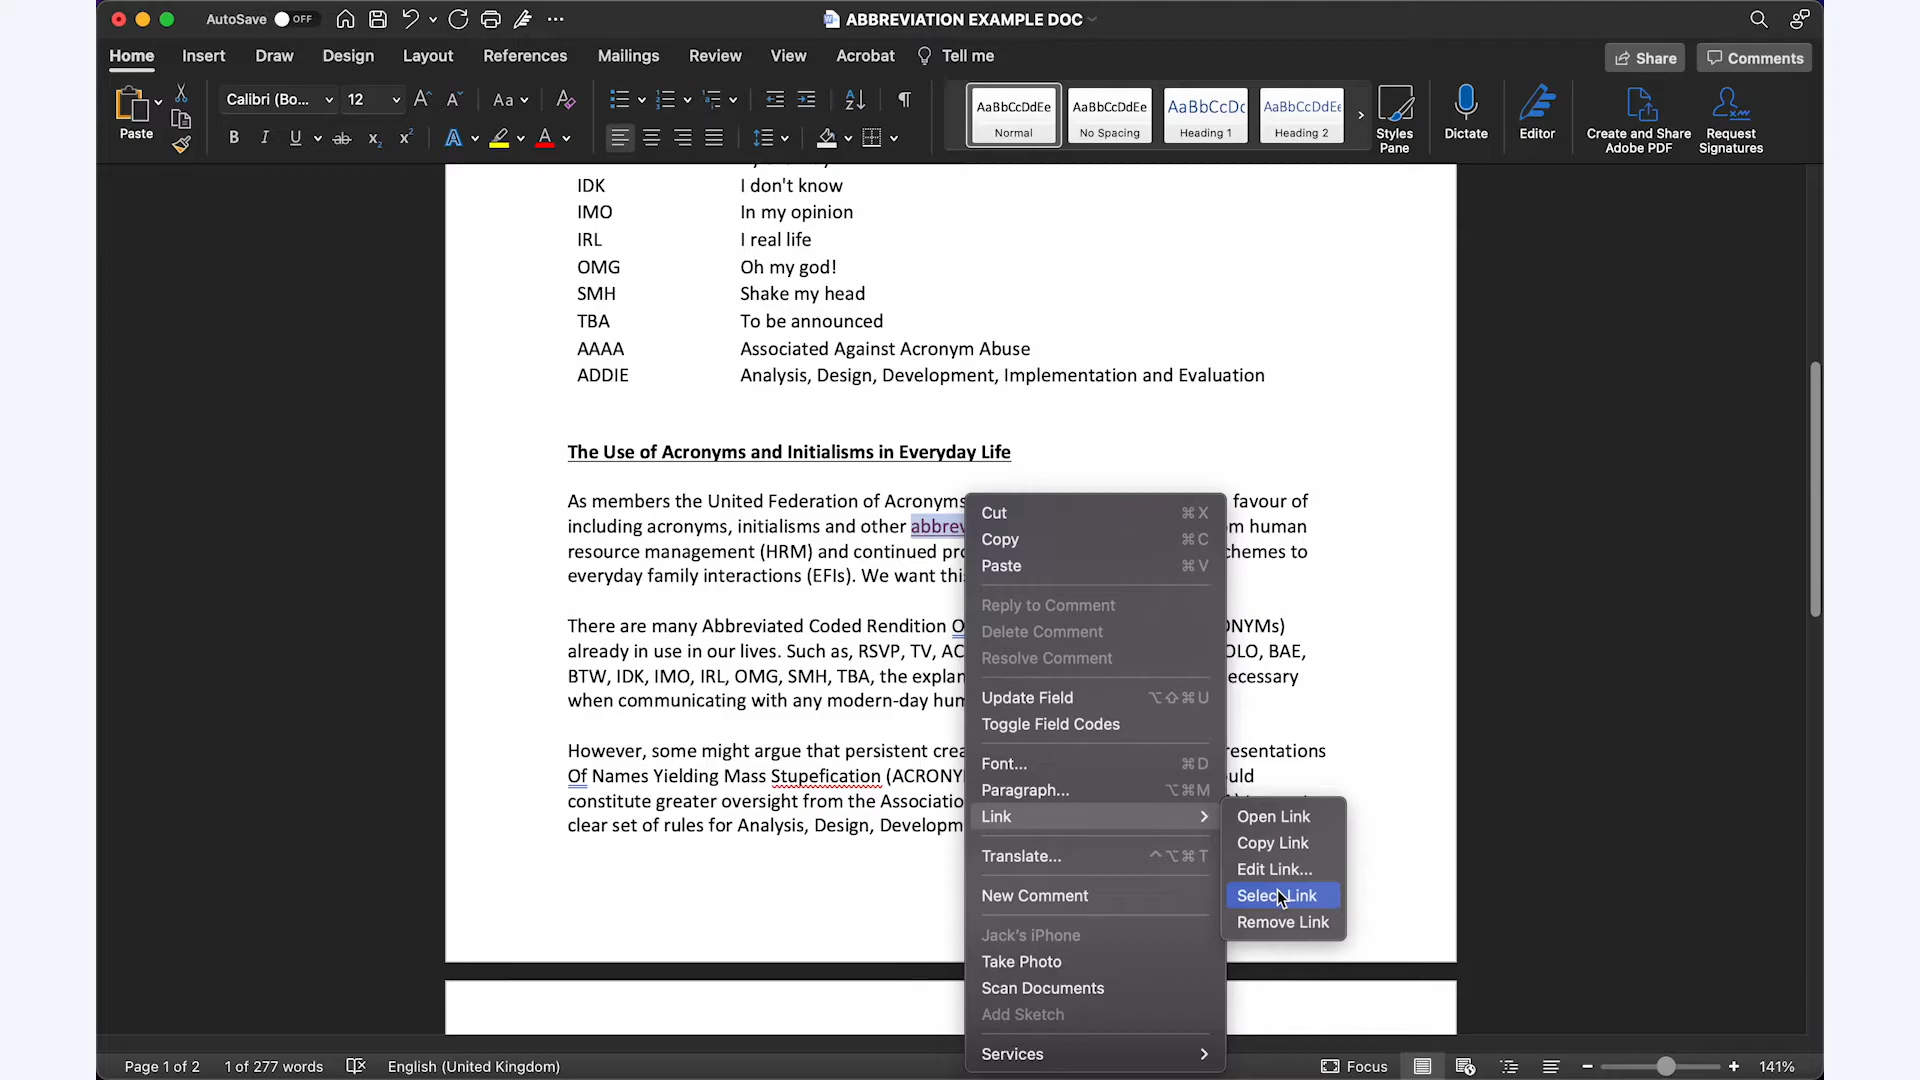 AutoSave OFF
ABBREVIATION EXAMPLE DOC
Home Insert Draw Design Layout References Mailings Review View Acrobat Tell me
Share Comments
Paste
Calibri (Bo... 12 Aa
AaBbCcDdEe Normal
AaBbCcDdEe No Spacing
AaBbCcDc Heading 1
AaBbCcDdEe Heading 2
Styles Pane
Dictate
Editor
Create and Share Adobe PDF
Request Signatures
IDK I don't know
IMO In my opinion
IRL I real life
OMG Oh my god!
SMH Shake my head
TBA To be announced
AAAA Associated Against Acronym Abuse
ADDIE Analysis, Design, Development, Implementation and Evaluation
The Use of Acronyms and Initialisms in Everyday Life
As members the United Federation of Acronyms favour of
including acronyms, initialisms and other abbrev om human
resource management (HRM) and continued pro chemes to
everyday family interactions (EFIs). We want this
There are many Abbreviated Coded Rendition O ONYMs)
already in use in our lives. Such as, RSVP, TV, AC OLO, BAE,
BTW, IDK, IMO, IRL, OMG, SMH, TBA, the explan ecessary
when communicating with any modern-day hum
However, some might argue that persistent crea resentations
Of Names Yielding Mass Stupefication (ACRONY uld
constitute greater oversight from the Associatio
clear set of rules for Analysis, Design, Developm
Cut ⌘X
Copy ⌘C
Paste ⌘V
Reply to Comment
Delete Comment
Resolve Comment
Update Field ⌥⇧⌘U
Toggle Field Codes
Font... ⌘D
Paragraph... ⌥⌘M
Link
Translate... ^⌥⌘T
New Comment
Jack's iPhone
Take Photo
Scan Documents
Add Sketch
Services
Open Link
Copy Link
Edit Link...
Select Link
Remove Link
Page 1 of 2 1 of 277 words English (United Kingdom) Focus 141%